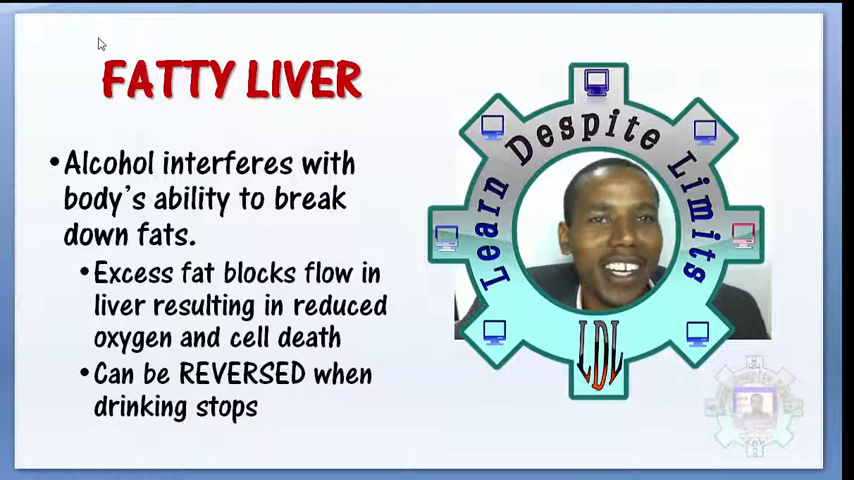 FATTY LIVER
•Alcohol interferes with
body's ability to break
down fats.
•Excess fat blocks flow in
liver resulting in reduced
oxygen and cell death
•Can be REVERSED when
drinking stops
Learn Despite Limits
LDL